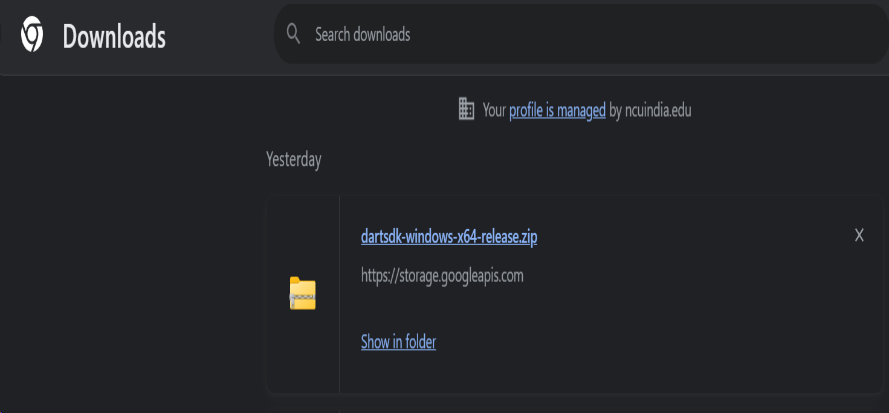 Downloads
Search downloads
Your profile is managed by ncuindia.edu
Yesterday
dartsdk-windows-x64-release.zip
https://storage.googleapis.com
Show in folder